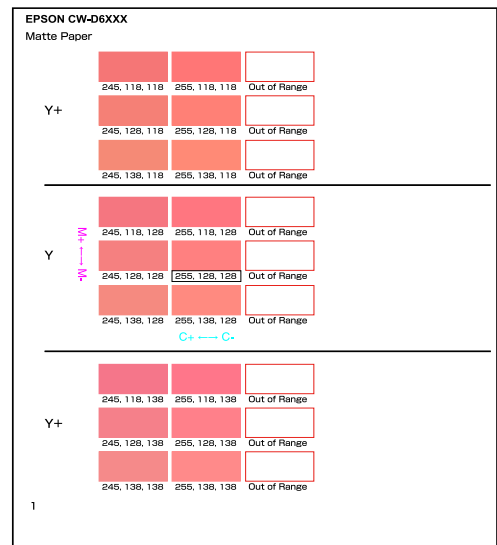 EPSON CW-D6XXX
Matte Paper
245, 118, 118 255, 118, 118 Out of Range
Y+
245, 128, 118 255, 128, 118 Out of Range
245, 138, 118 255, 138, 118 Out of Range
245, 118, 128 255, 118, 128 Out of Range
Y
M+ ←→ M-
245, 128, 128 255, 128, 128 Out of Range
245, 138, 128 255, 138, 128 Out of Range
C+ ←→ C-
245, 118, 138 255, 118, 138 Out of Range
Y+
245, 128, 138 255, 128, 138 Out of Range
245, 138, 138 255, 138, 138 Out of Range
1